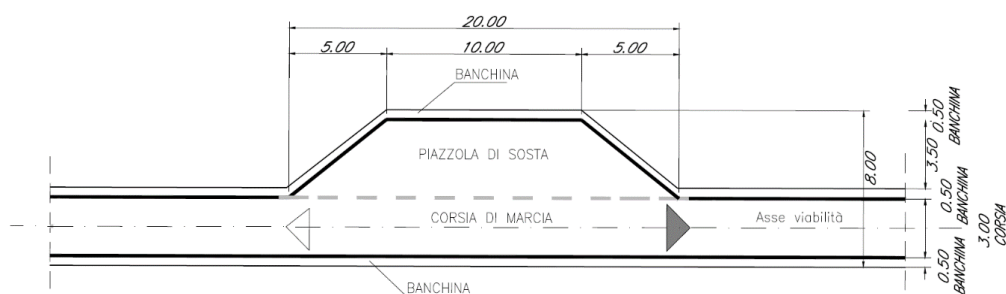 20.00
5.00 10.00 5.00
BANCHINA
PIAZZOLA DI SOSTA
CORSIA DI MARCIA
Asse viabilità
BANCHINA
8.00
0.50
BANCHINA
3.50
0.50
BANCHINA
3.00
CORSIA
0.50
BANCHINA